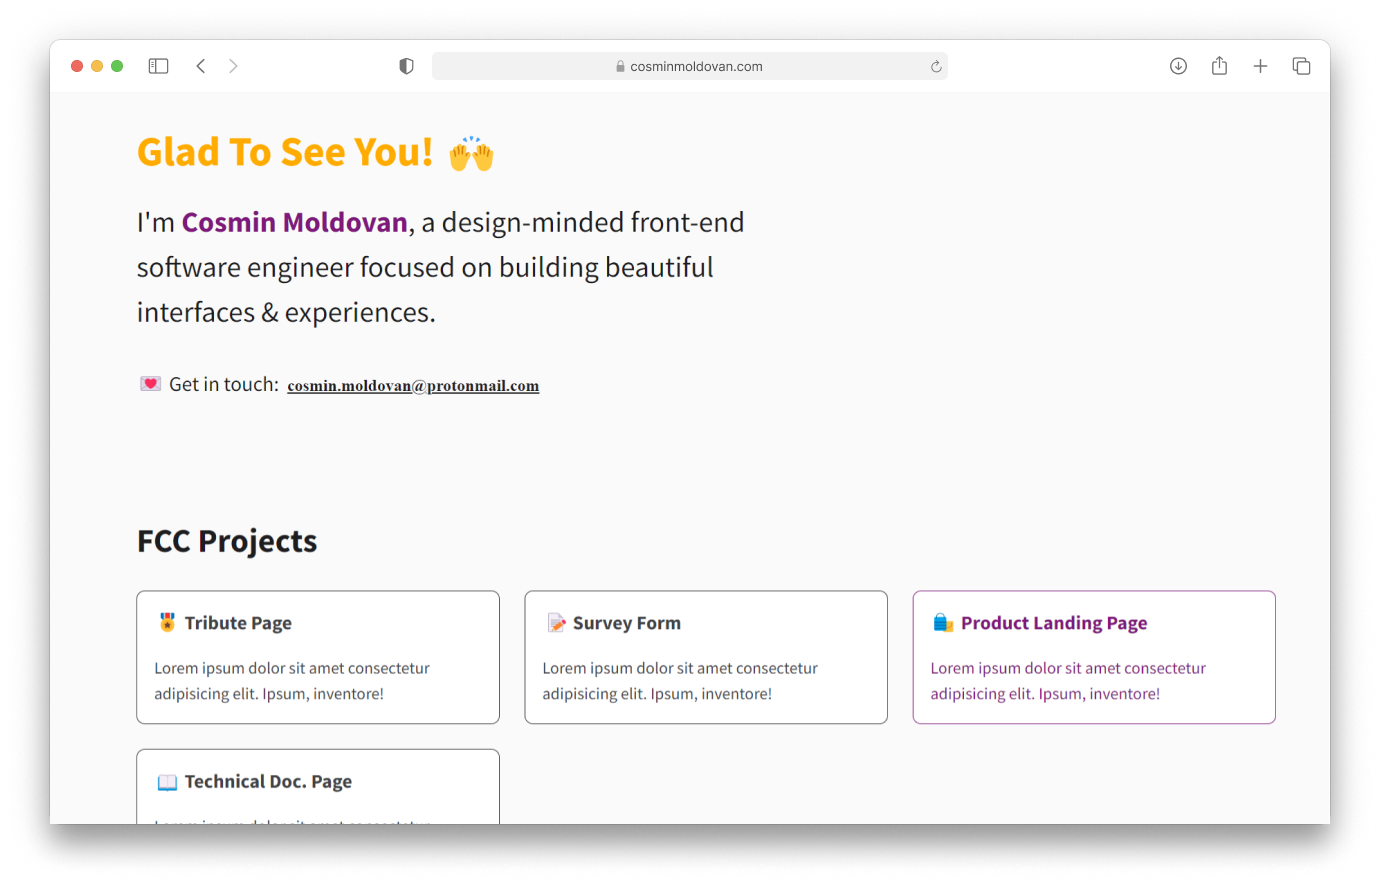 cosminmoldovan.com
Glad To See You! 🙌
I'm Cosmin Moldovan, a design-minded front-end
software engineer focused on building beautiful
interfaces & experiences.
💌 Get in touch: cosmin.moldovan@protonmail.com
FCC Projects
🏅 Tribute Page
Lorem ipsum dolor sit amet consectetur
adipisicing elit. Ipsum, inventore!
📝 Survey Form
Lorem ipsum dolor sit amet consectetur
adipisicing elit. Ipsum, inventore!
🛍️ Product Landing Page
Lorem ipsum dolor sit amet consectetur
adipisicing elit. Ipsum, inventore!
📖 Technical Doc. Page